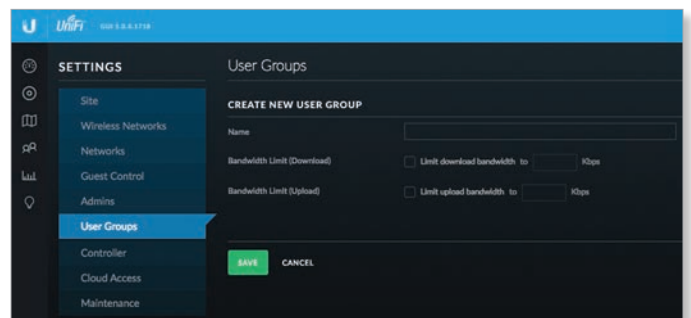 UniFi
SETTINGS
Site
Wireless Networks
Networks
Guest Control
Admins
User Groups
Controller
Cloud Access
Maintenance
User Groups
CREATE NEW USER GROUP
Name
Bandwidth Limit (Download) Limit download bandwidth to Kbps
Bandwidth Limit (Upload) Limit upload bandwidth to Kbps
SAVE CANCEL